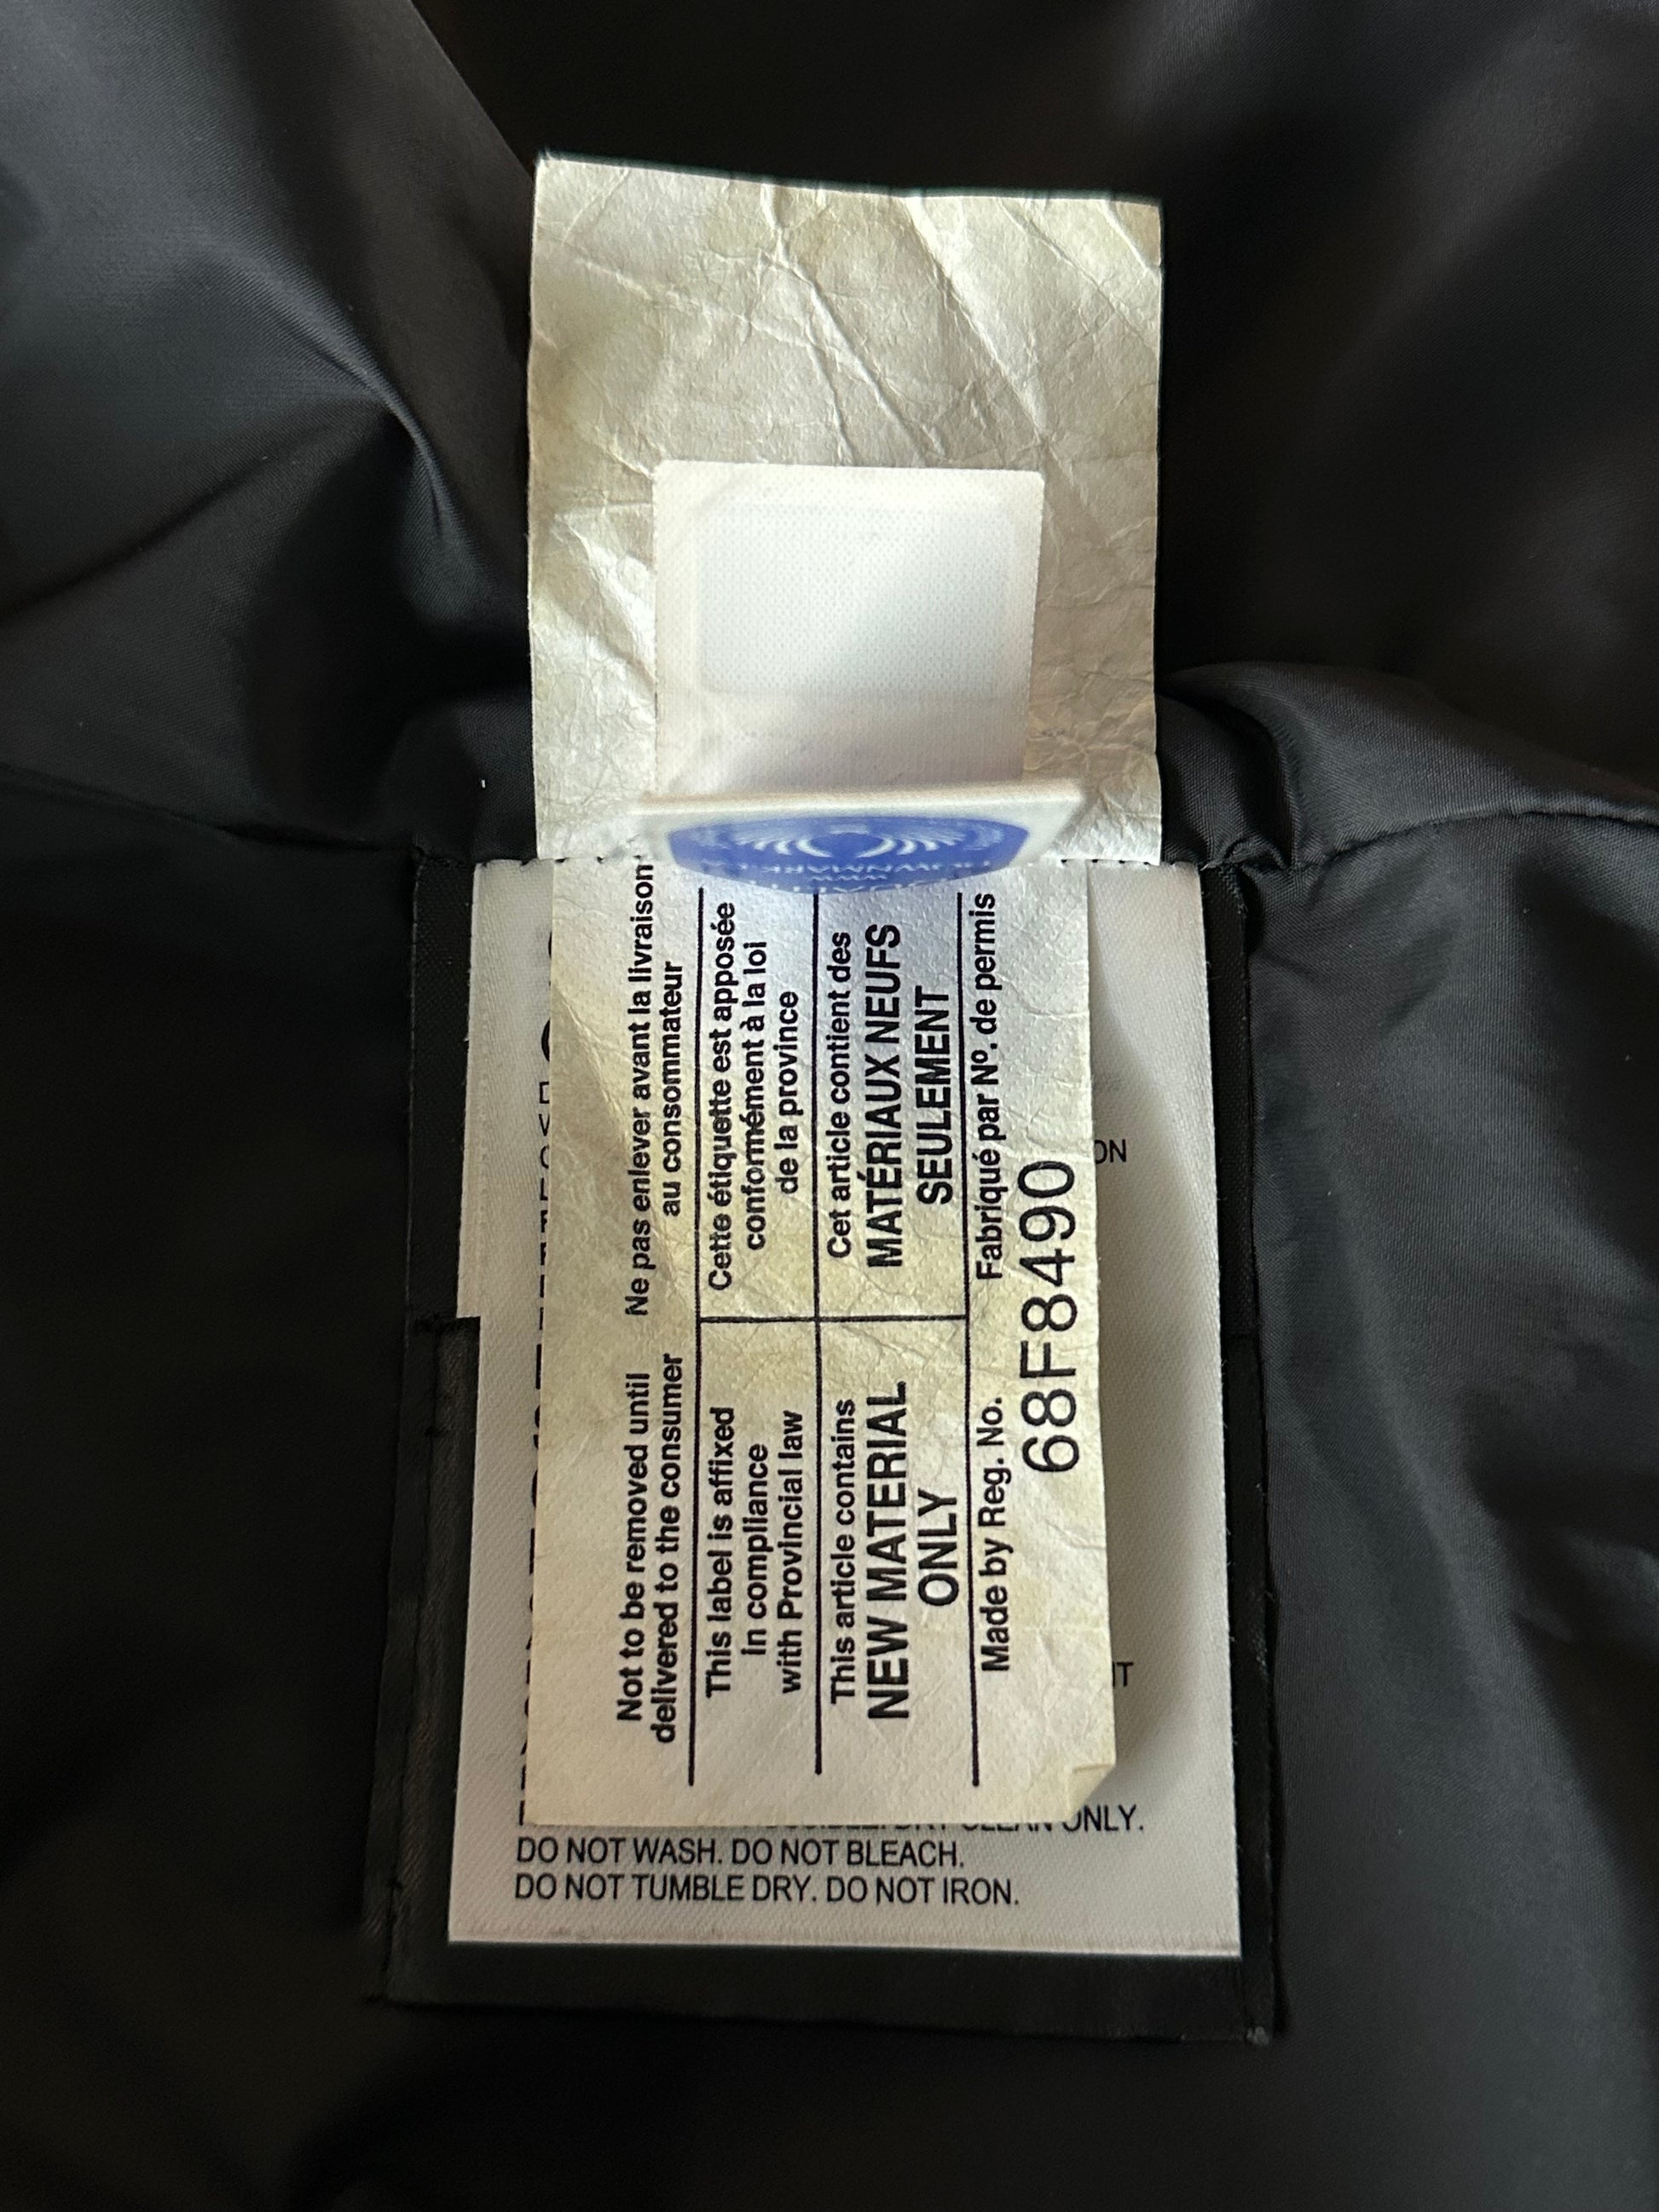 Not to be removed until
delivered to the consumer
Ne pas enlever avant la livraison
au consommateur
This label is affixed
in compliance
with Provincial law
Cette étiquette est apposée
conformément à la loi
de la province
This article contains
NEW MATERIAL
ONLY
Cet article contient des
MATÉRIAUX NEUFS
SEULEMENT
Made by Reg. No.
Fabriqué par Nº. de permis
68F8490
CLEAN ONLY.
DO NOT WASH. DO NOT BLEACH.
DO NOT TUMBLE DRY. DO NOT IRON.